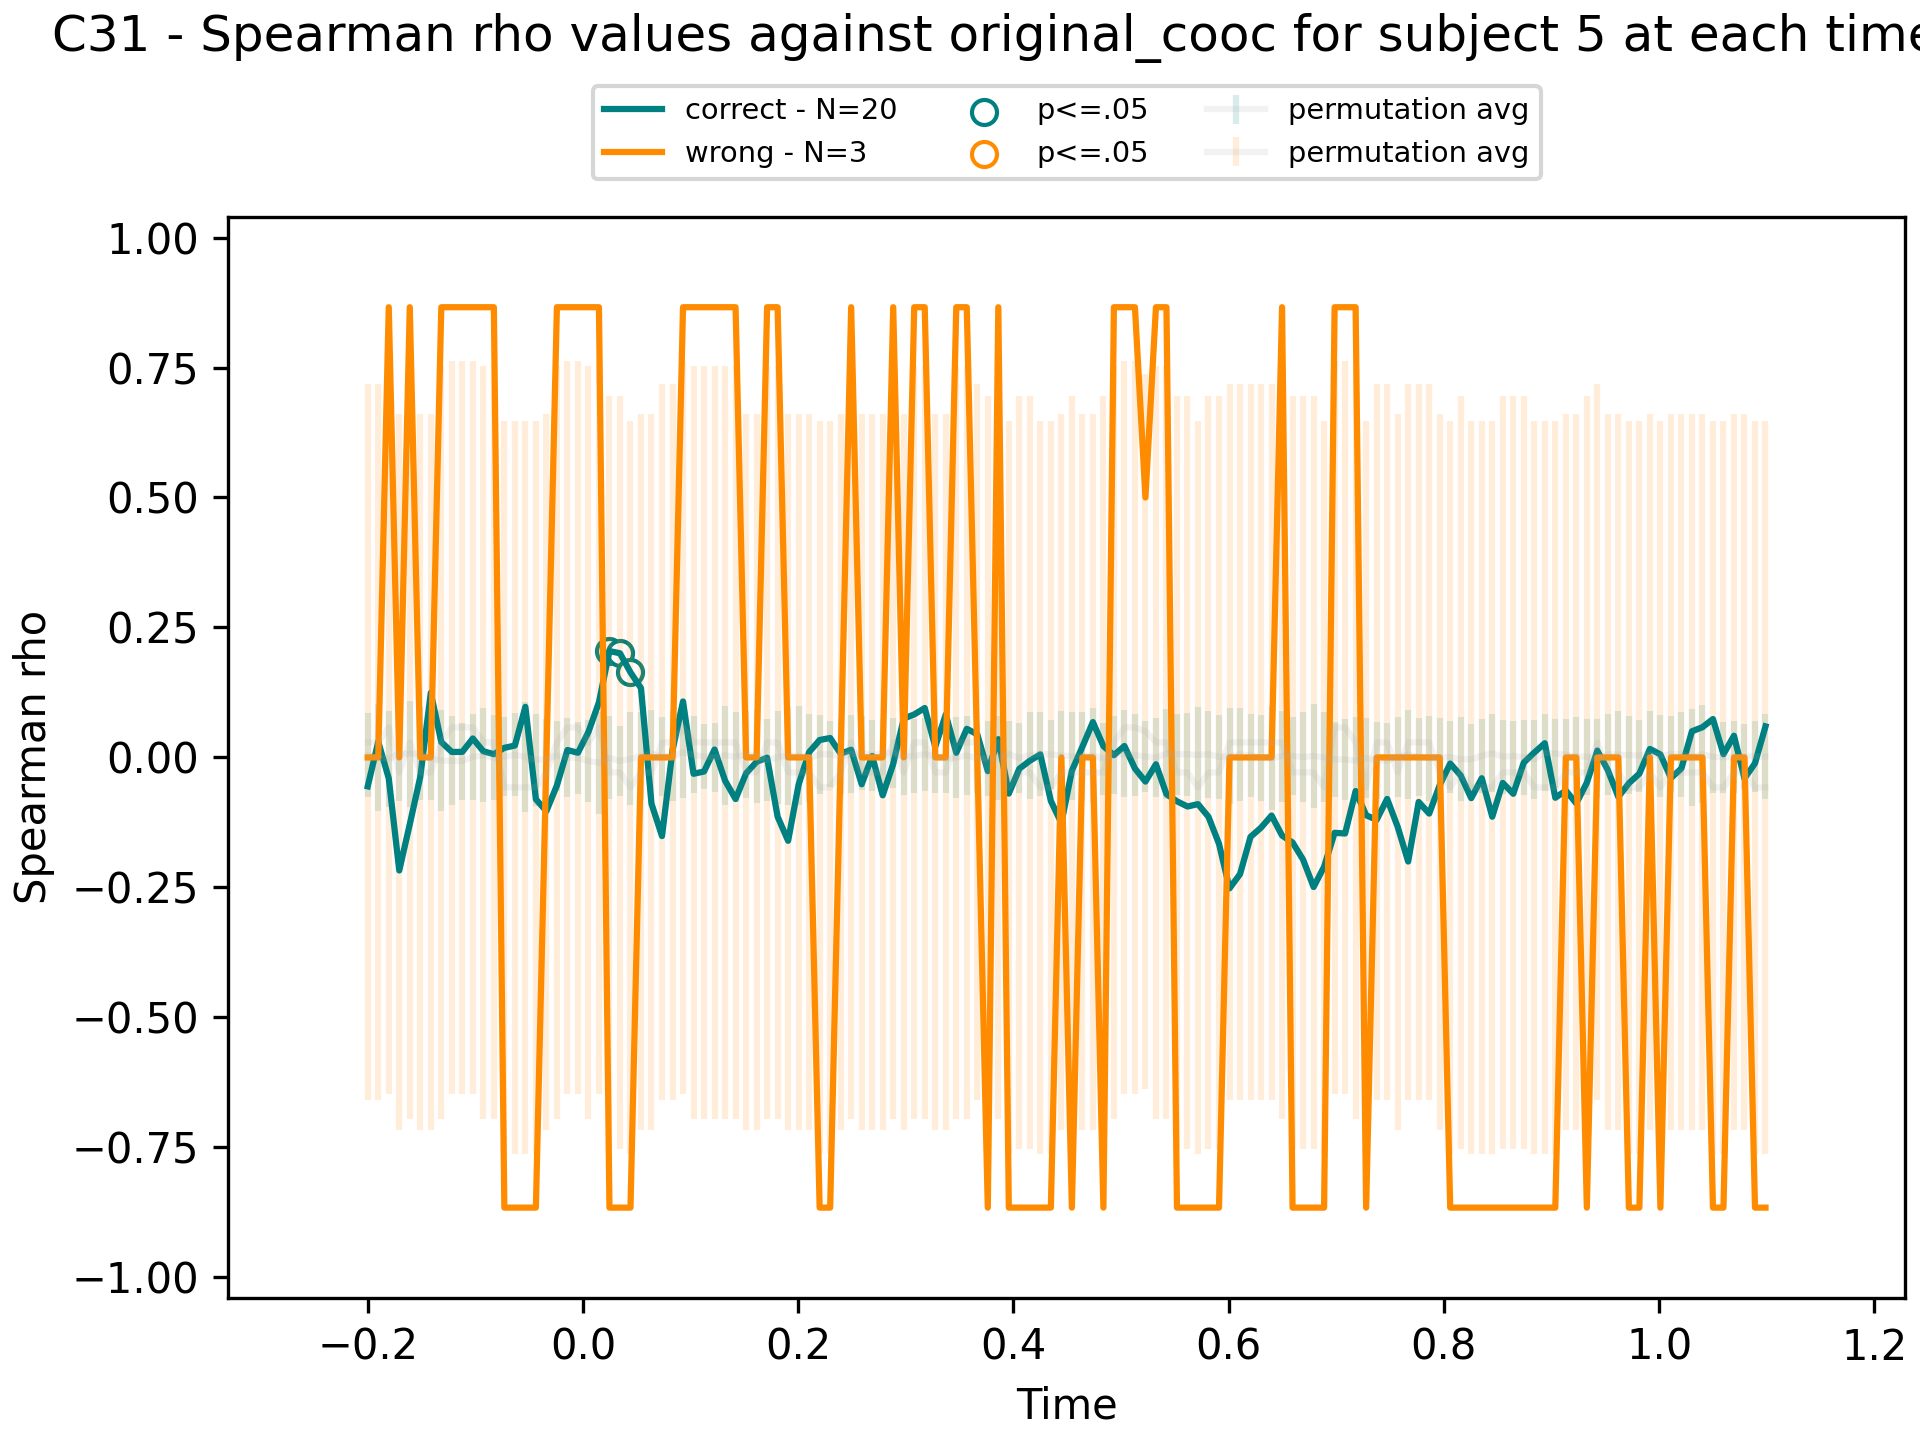 C31 - Spearman rho values against original_cooc for subject 5 at each time
correct - N=20
p<=.05
permutation avg
wrong - N=3
p<=.05
permutation avg
1.00
0.75
0.50
0.25
0.00
−0.25
−0.50
−0.75
−1.00
Spearman rho
−0.2
0.0
0.2
0.4
0.6
0.8
1.0
1.2
Time